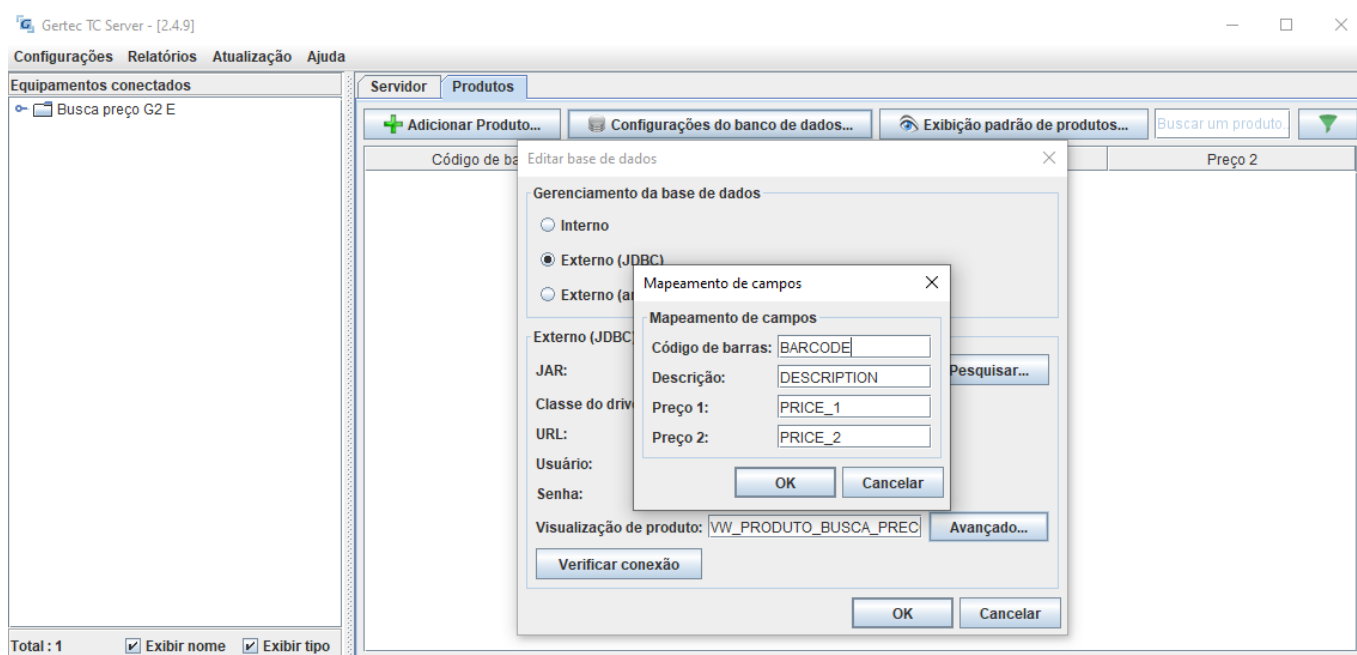 Gertec TC Server - [2.4.9]
Configurações Relatórios Atualização Ajuda
Equipamentos conectados
Busca preço G2 E
Total : 1 Exibir nome Exibir tipo
Servidor Produtos
Adicionar Produto... Configurações do banco de dados... Exibição padrão de produtos... Buscar um produto.
Código de ba Preço 2
Editar base de dados
Gerenciamento da base de dados
Interno
Externo (JDBC)
Externo (ar
Externo (JDBC)
JAR: Pesquisar...
Classe do drive
URL:
Usuário:
Senha:
Visualização de produto: VW_PRODUTO_BUSCA_PREC Avançado...
Verificar conexão
OK Cancelar
Mapeamento de campos
Mapeamento de campos
Código de barras: BARCODE
Descrição: DESCRIPTION
Preço 1: PRICE_1
Preço 2: PRICE_2
OK Cancelar